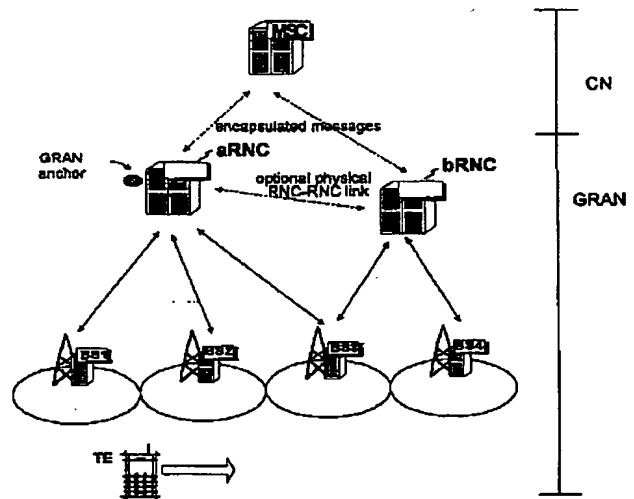 MSC
CN
encapsulated messages
aRNC
bRNC
GRAN
anchor
optional physical
RNC-RNC link
GRAN
BS1
BS2
BS3
BS4
TE